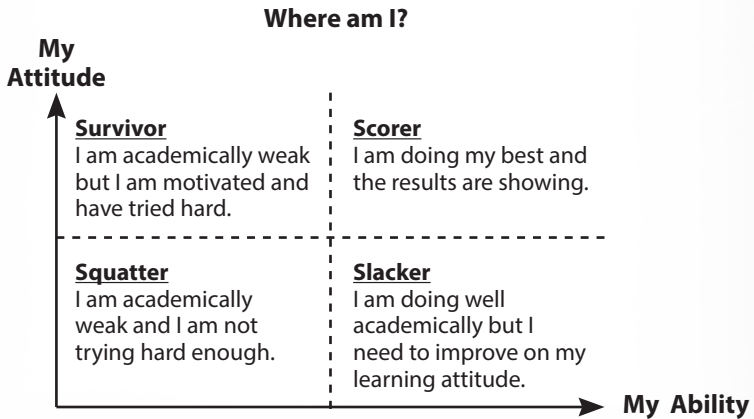 Where am I?
My
Attitude
Survivor
I am academically weak
but I am motivated and
have tried hard.
Scorer
I am doing my best and
the results are showing.
Squatter
I am academically
weak and I am not
trying hard enough.
Slacker
I am doing well
academically but I
need to improve on my
learning attitude.
My Ability